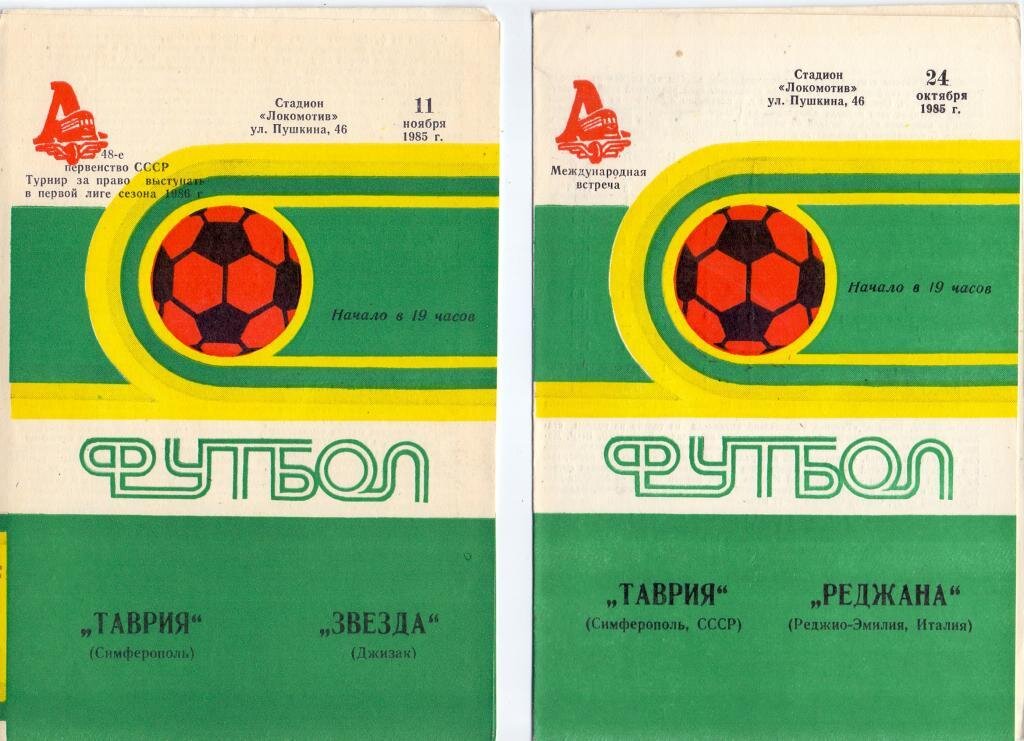 Стадион
«Локомотив»
ул. Пушкина, 46
11
ноября
1985 г.
48-е
первенство СССР
Турнир за право выступать
в первой лиге сезона 1986 г.
Начало в 19 часов
ФУТБОЛ
„ТАВРИЯ“
(Симферополь)
„ЗВЕЗДА“
(Джизак)
Стадион
«Локомотив»
ул. Пушкина, 46
24
октября
1985 г.
Международная
встреча
Начало в 19 часов
ФУТБОЛ
„ТАВРИЯ“
(Симферополь, СССР)
„РЕДЖАНА“
(Реджио-Эмилия, Италия)